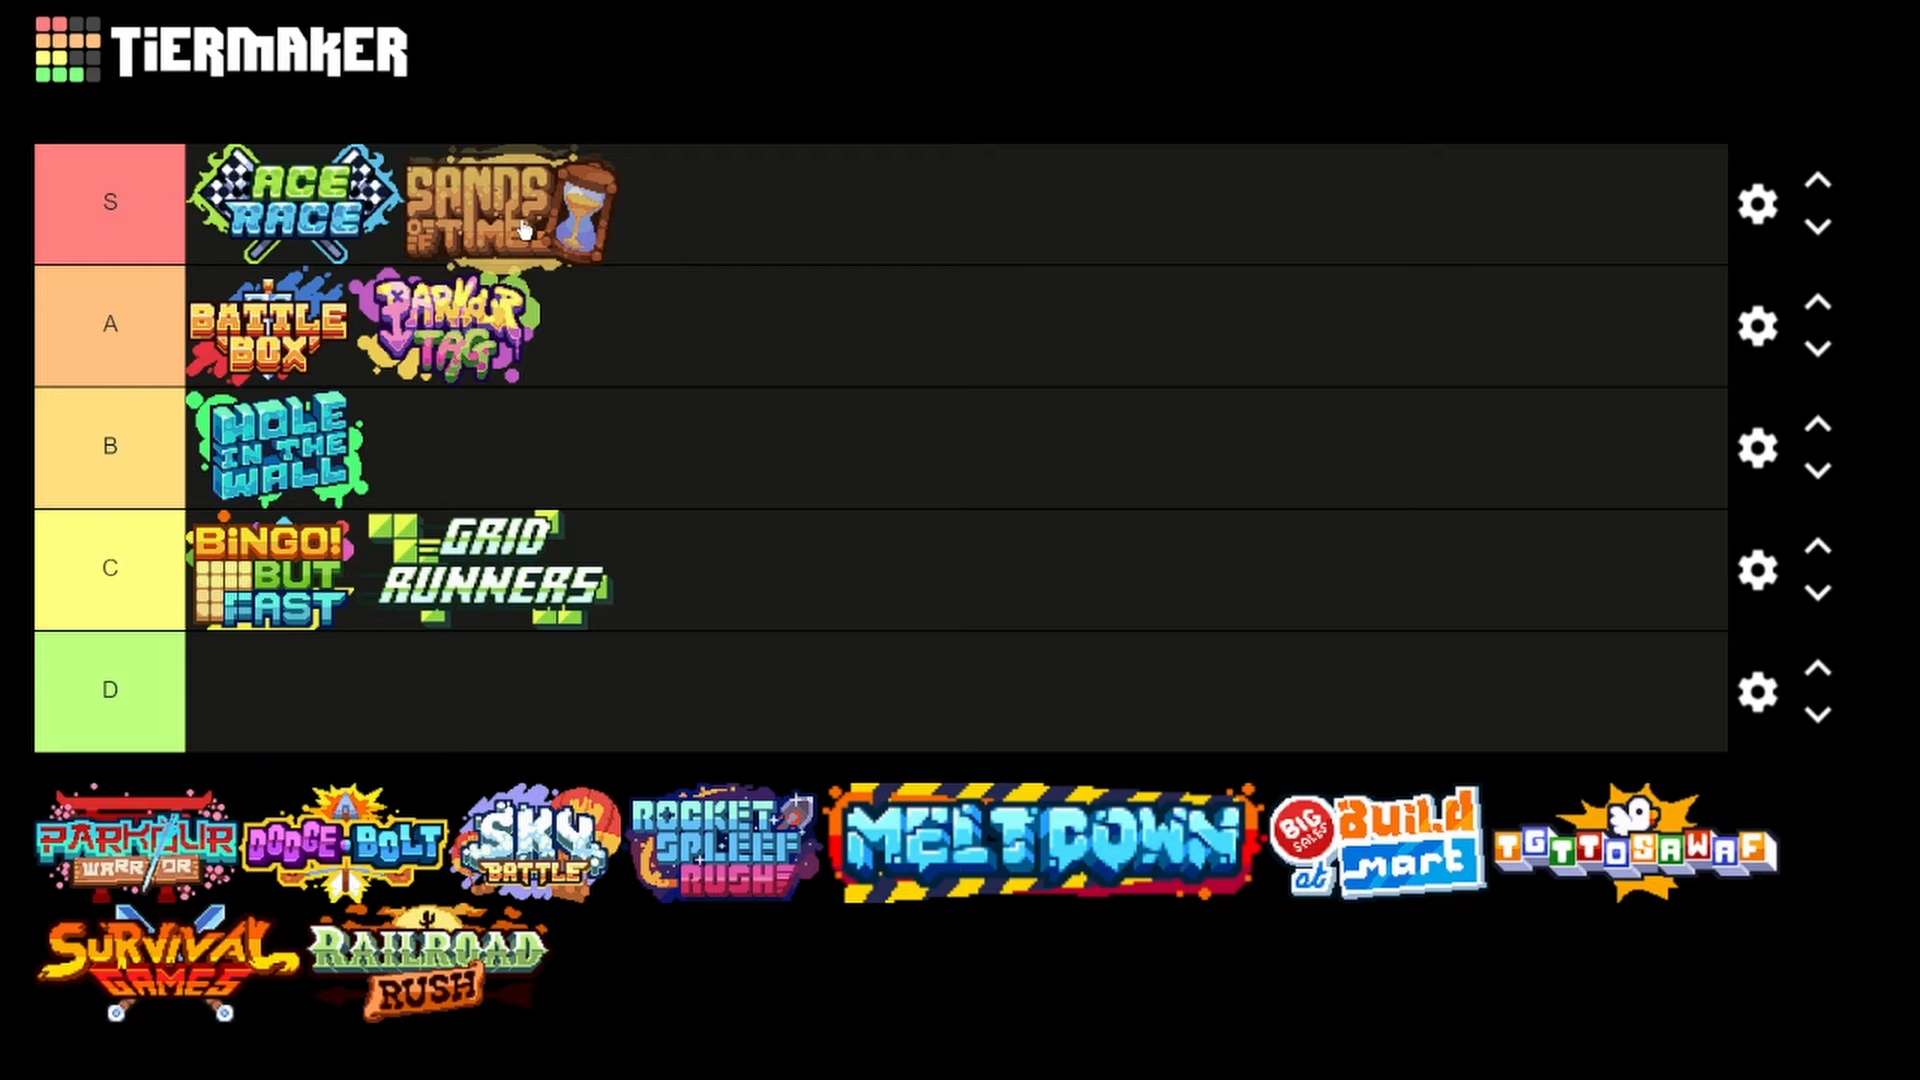 TiERMAKER
S
ACE
RACE
SANDS
OF TIME
A
BATTLE
BOX
PARKOUR
TAG
B
HOLE
IN THE
WALL
C
BiNGO!
BUT
FAST
GRID
RUNNERS
D
PARKOUR
WARRIOR
DODGE BOLT
SKY
BATTLE
ROCKET
SPLEEF
RUSH
MELTDOWN
BIG
SALES
at
Build
mart
TGTTOSAWAF
SURVIVAL
GAMES
RAILROAD
RUSH